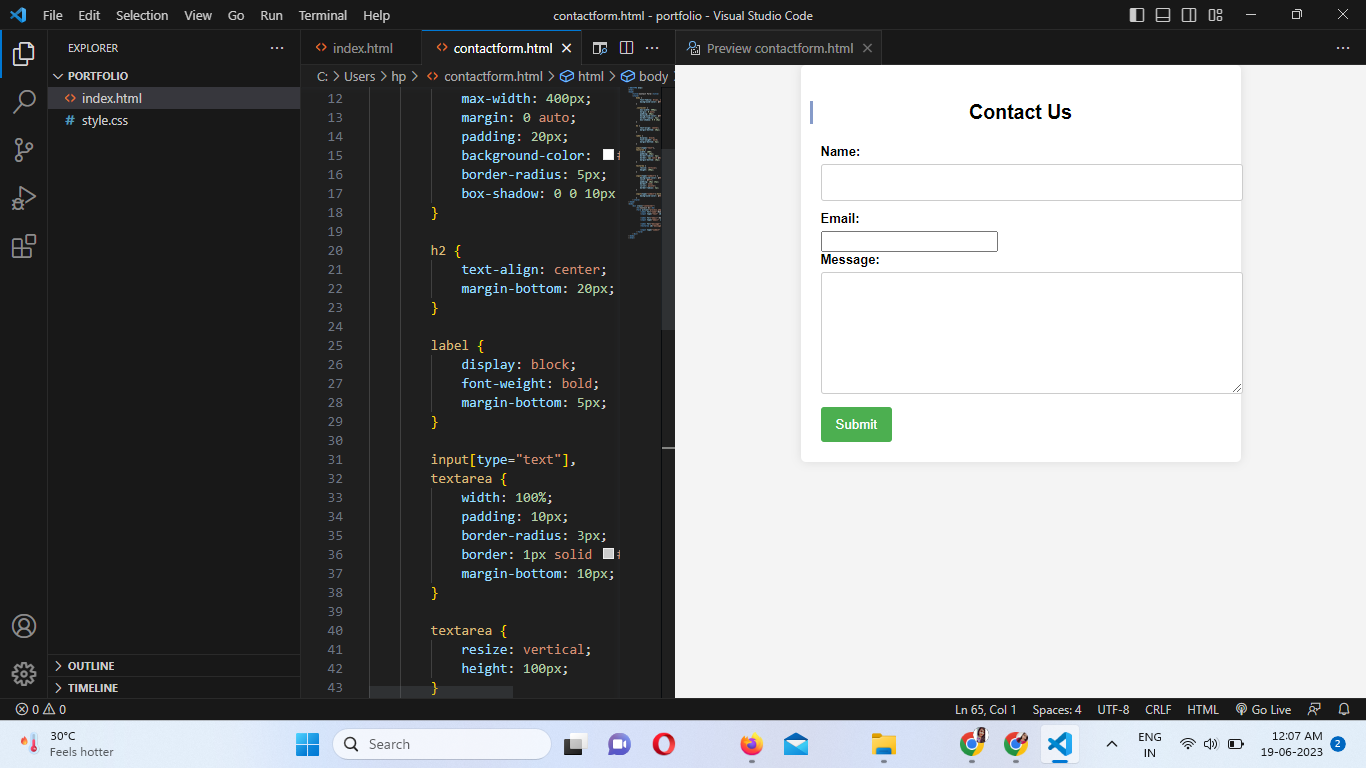 File Edit Selection View Go Run Terminal Help
contactform.html - portfolio - Visual Studio Code
EXPLORER
PORTFOLIO
index.html
style.css
OUTLINE
TIMELINE
index.html
contactform.html
C: > Users > hp > contactform.html > html > body
12 max-width: 400px;
13 margin: 0 auto;
14 padding: 20px;
15 background-color: #
16 border-radius: 5px;
17 box-shadow: 0 0 10px
18 }
19
20 h2 {
21 text-align: center;
22 margin-bottom: 20px;
23 }
24
25 label {
26 display: block;
27 font-weight: bold;
28 margin-bottom: 5px;
29 }
30
31 input[type="text"],
32 textarea {
33 width: 100%;
34 padding: 10px;
35 border-radius: 3px;
36 border: 1px solid #
37 margin-bottom: 10px;
38 }
39
40 textarea {
41 resize: vertical;
42 height: 100px;
43 }
Preview contactform.html
Contact Us
Name:
Email:
Message:
Submit
0 0
Ln 65, Col 1 Spaces: 4 UTF-8 CRLF HTML Go Live
30°C
Feels hotter
Search
ENG
IN
12:07 AM
19-06-2023
2